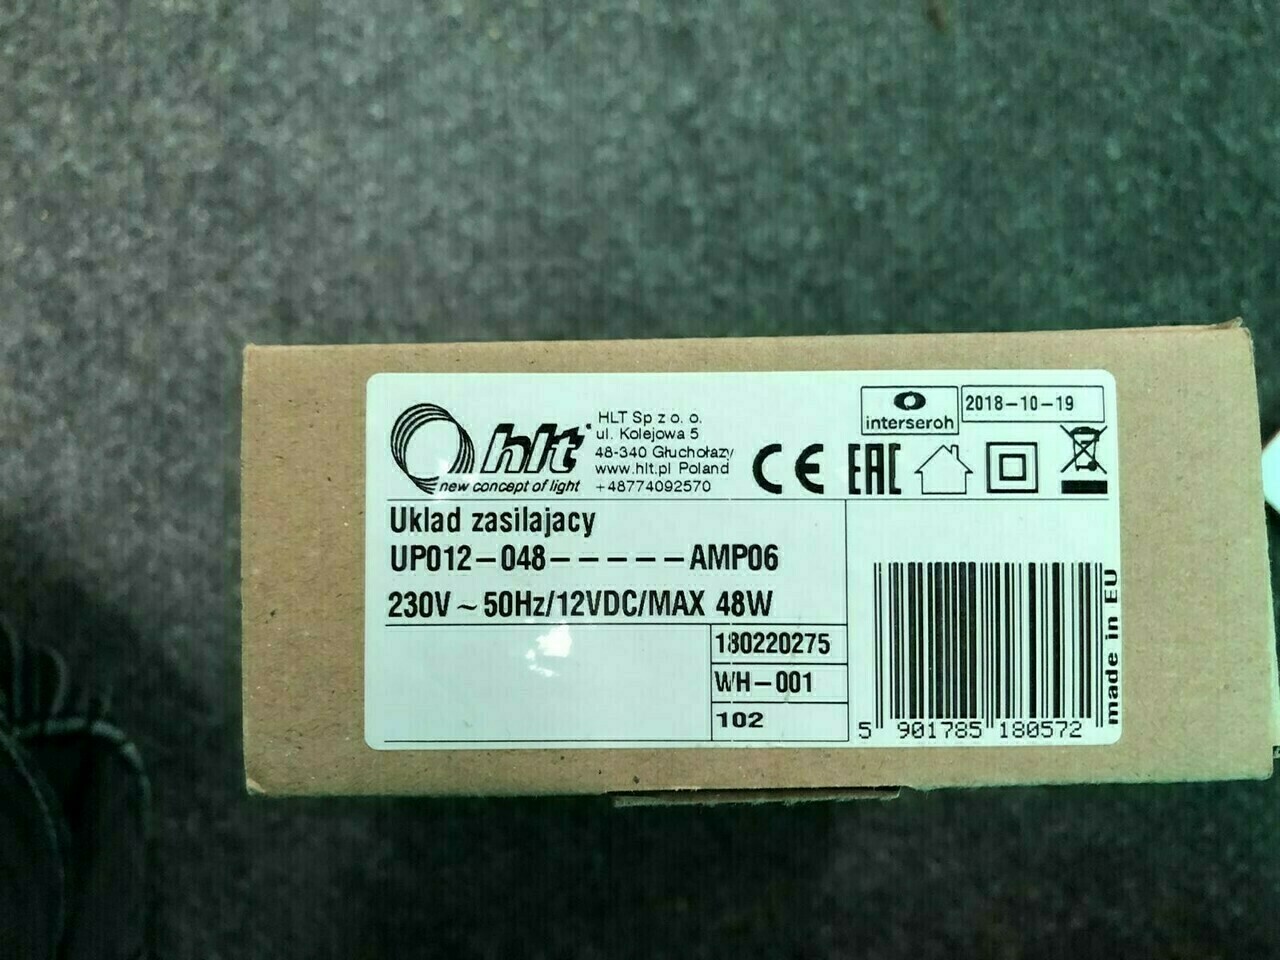 hlt
new concept of light
HLT Sp z o. o.
ul. Kolejowa 5
48-340 Głuchołazy
www.hlt.pl Poland
+48774092570
interseroh
2018-10-19
CE
EAC
Uklad zasilajacy
UP012-048-----AMP06
230V~50Hz/12VDC/MAX 48W
180220275
WH-001
102
5 901785 180572
made in EU